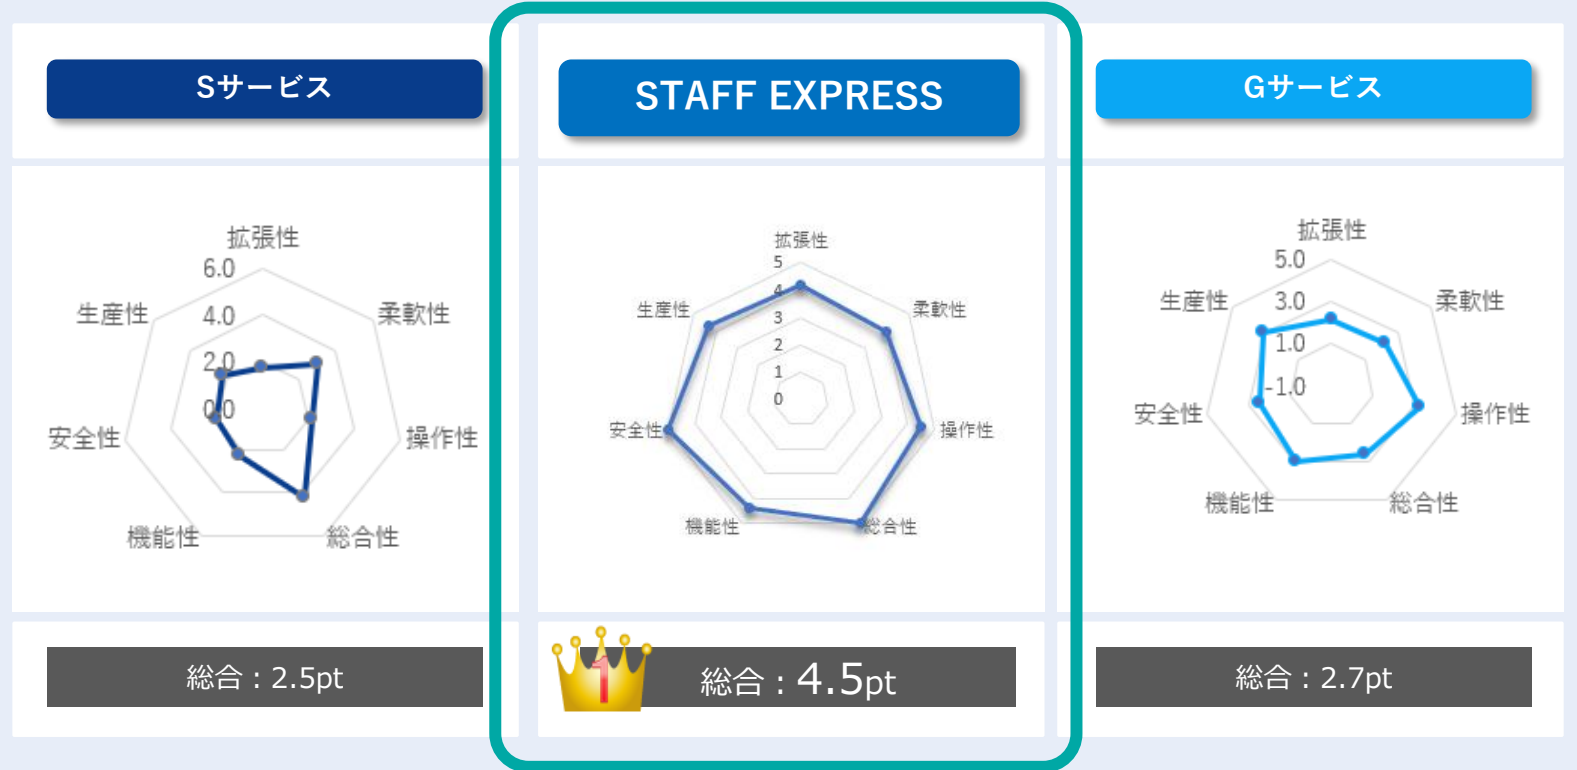 Sサービス
STAFF EXPRESS
Gサービス
拡張性
6.0
生産性
4.0
柔軟性
2.0
0.0
安全性
操作性
機能性
総合性
拡張性
5
生産性
4
柔軟性
3
2
1
0
安全性
操作性
機能性
総合性
拡張性
5.0
生産性
3.0
柔軟性
1.0
-1.0
安全性
操作性
機能性
総合性
総合：2.5pt
1
総合：4.5pt
総合：2.7pt